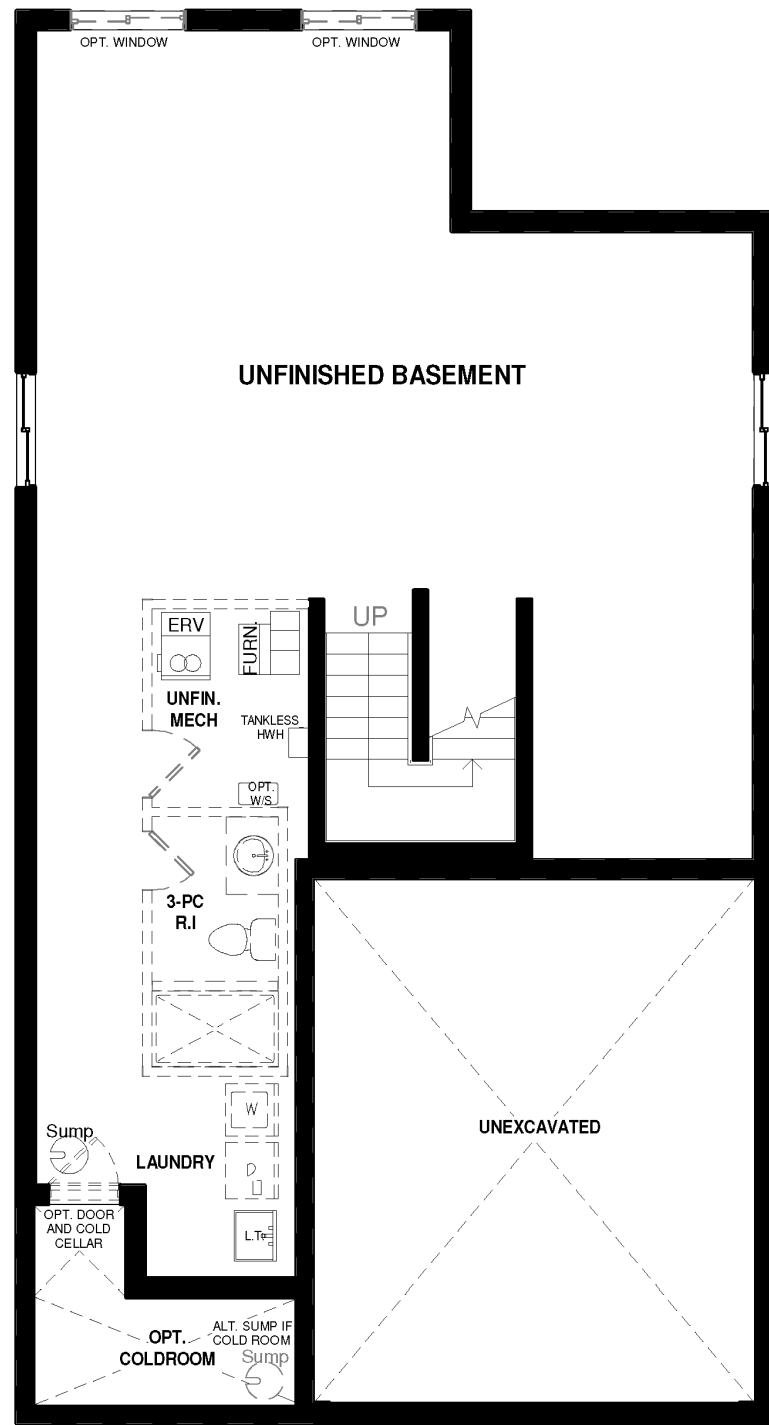 OPT. WINDOW
OPT. WINDOW
UNFINISHED BASEMENT
UP
ERV
FURN.
UNFIN.
MECH
TANKLESS
HWH
OPT.
W/S
3-PC
R.I
UNEXCAVATED
W
Sump
LAUNDRY
D
OPT. DOOR
AND COLD
CELLAR
L.T.
ALT. SUMP IF
COLD ROOM
OPT.
COLDROOM
Sump